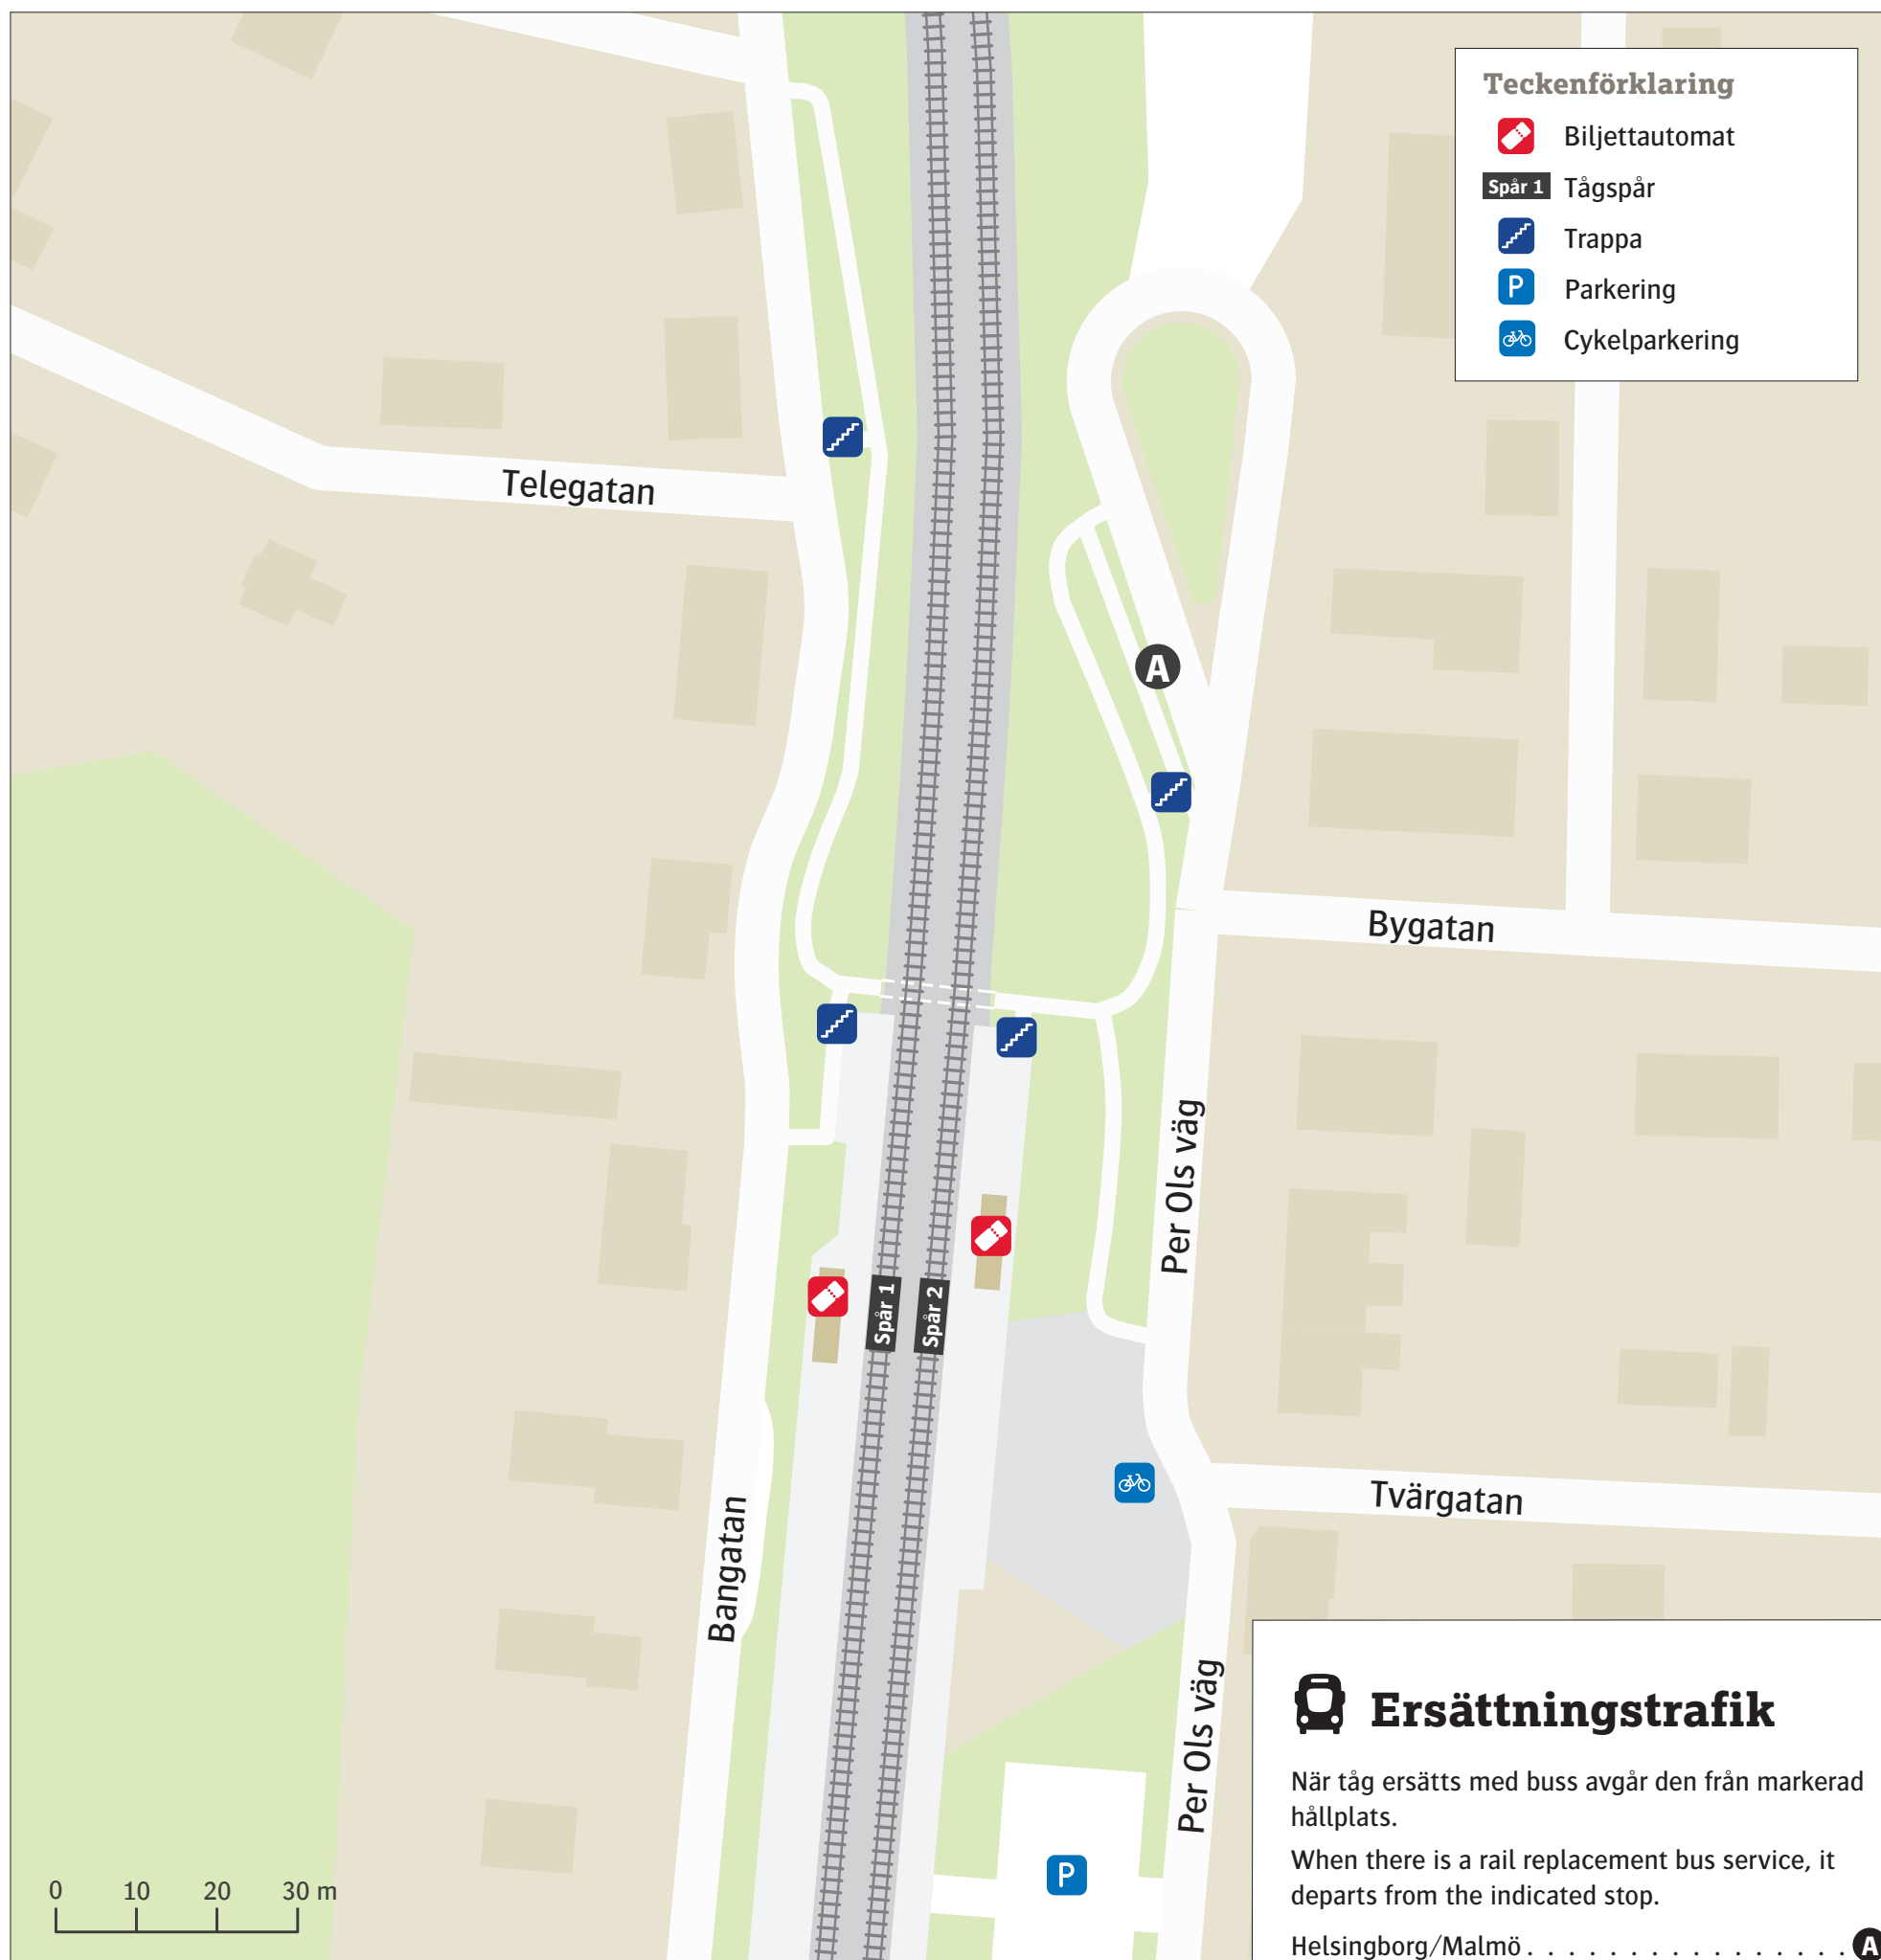 Teckenförklaring
Biljettautomat
Spår 1 Tågspår
Trappa
P Parkering
Cykelparkering
Telegatan
A
Bygatan
Per Ols väg
Spår 1
Spår 2
Tvärgatan
Bangatan
Per Ols väg
P
0 10 20 30 m
Ersättningstrafik
När tåg ersätts med buss avgår den från markerad
hållplats.
When there is a rail replacement bus service, it
departs from the indicated stop.
Helsingborg/Malmö . . . . . . . . . . . . . . . . A